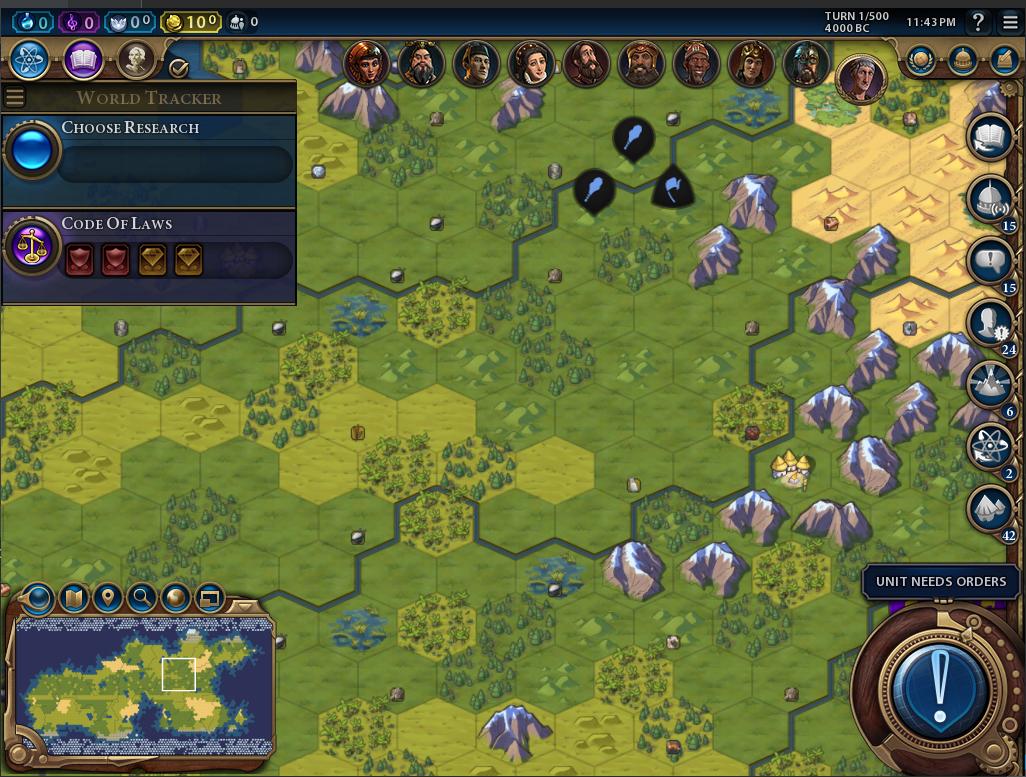 0 0 0⁰ 10⁰ 0
TURN 1/500
4000 BC
11:43 PM
?
WORLD TRACKER
CHOOSE RESEARCH
CODE OF LAWS
15
15
24
6
2
42
UNIT NEEDS ORDERS